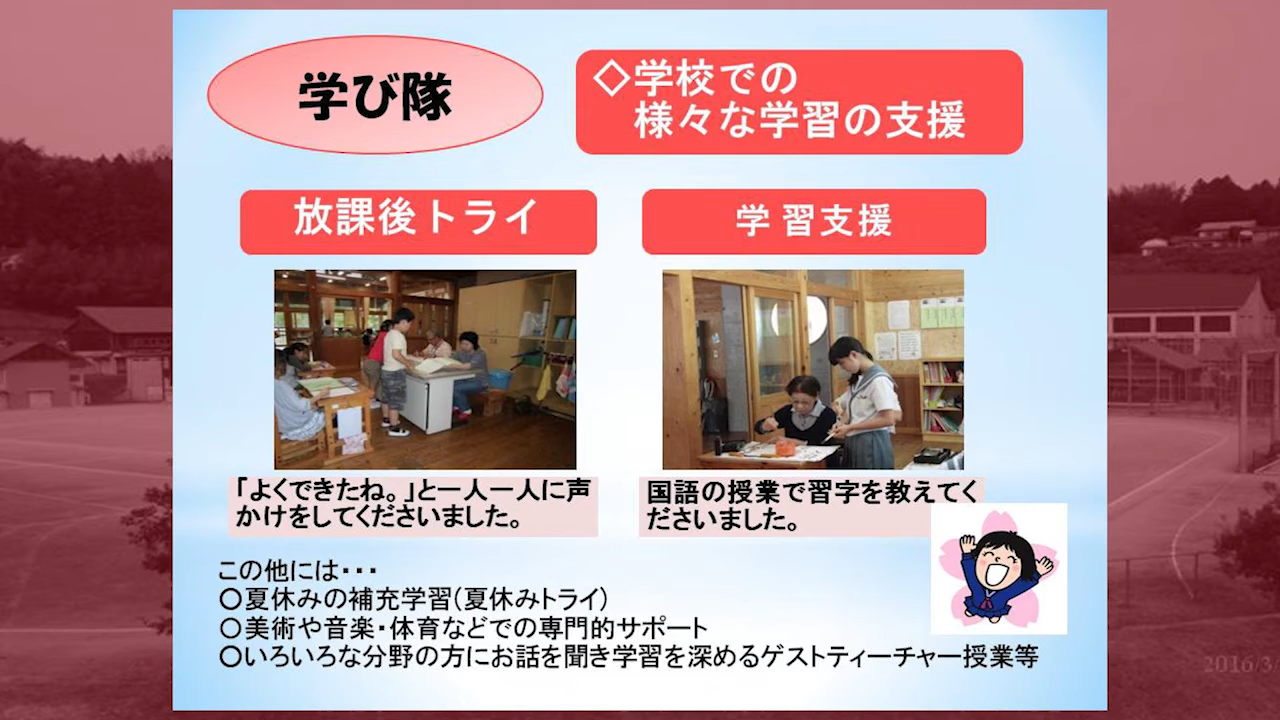 学び隊
◇学校での
様々な学習の支援
放課後トライ
学習支援
「よくできたね。」と一人一人に声
かけをしてくださいました。
国語の授業で習字を教えてく
ださいました。
この他には・・・
○夏休みの補充学習(夏休みトライ)
○美術や音楽・体育などでの専門的サポート
○いろいろな分野の方にお話を聞き学習を深めるゲストティーチャー授業等
2016/3/